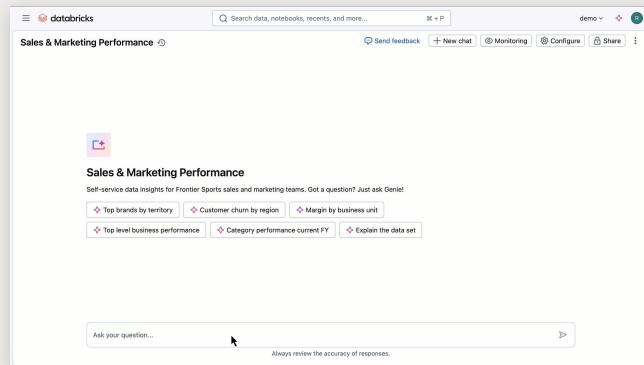 databricks
Search data, notebooks, recents, and more...
⌘ + P
demo
R
Sales & Marketing Performance
Send feedback
New chat
Monitoring
Configure
Share
Sales & Marketing Performance
Self-service data insights for Frontier Sports sales and marketing teams. Got a question? Just ask Genie!
Top brands by territory
Customer churn by region
Margin by business unit
Top level business performance
Category performance current FY
Explain the data set
Ask your question...
Always review the accuracy of responses.